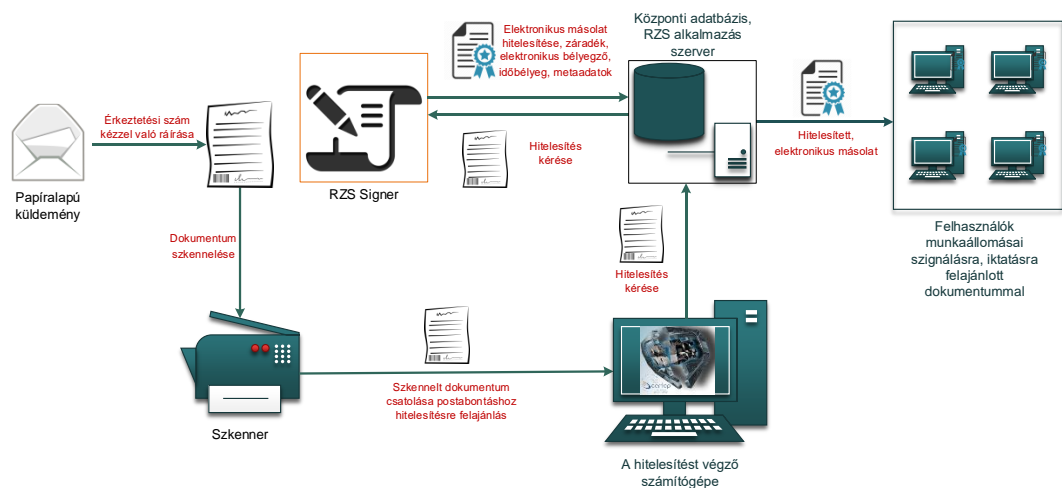 Elektronikus másolat
hitelesítése, záradék,
elektronikus bélyegző,
időbélyeg, metaadatok
Központi adatbázis,
RZS alkalmazás
szerver
Érkeztetési szám
kézzel való ráírása
Hitelesítés
kérése
Hitelesített,
elektronikus másolat
Papíralapú
küldemény
RZS Signer
Felhasználók
munkaállomásai
szignálásra, iktatásra
felajánlott
dokumentummal
Dokumentum
szkennelése
Hitelesítés
kérése
Szkennelt dokumentum
csatolása postabontáshoz
hitelesítésre felajánlás
Szkenner
A hitelesítést végző
számítógépe